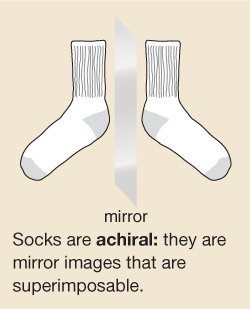 mirror
Socks are achiral: they are
mirror images that are
superimposable.